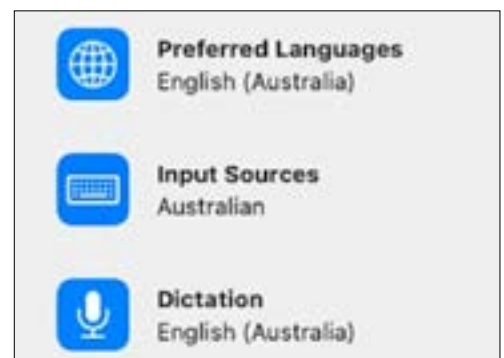 Preferred Languages
English (Australia)
Input Sources
Australian
Dictation
English (Australia)